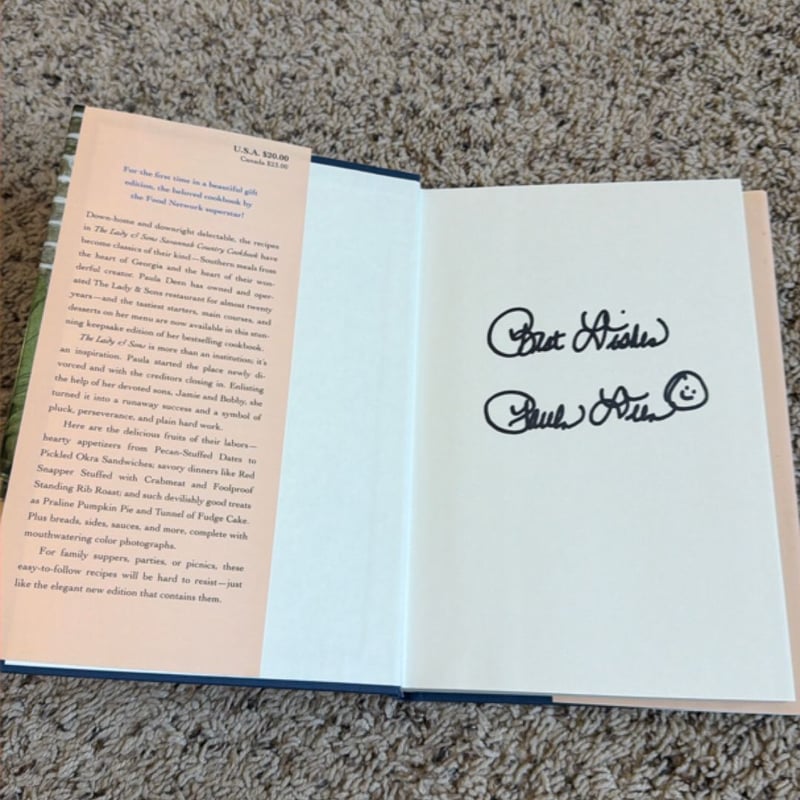 U.S.A. $20.00
Canada $23.00
For the first time in a beautiful gift
edition, the beloved cookbook by
the Food Network superstar!
Down-home and downright delectable, the recipes
in The Lady & Sons Savannah Country Cookbook have
become classics of their kind—Southern meals from
the heart of Georgia and the heart of their won-
derful creator. Paula Deen has owned and oper-
ated The Lady & Sons restaurant for almost twenty
years—and the tastiest starters, main courses, and
desserts on her menu are now available in this stun-
ning keepsake edition of her bestselling cookbook.
The Lady & Sons is more than an institution; it's
an inspiration. Paula started the place newly di-
vorced and with the creditors closing in. Enlisting
the help of her devoted sons, Jamie and Bobby, she
turned it into a runaway success and a symbol of
pluck, perseverance, and plain hard work.
Here are the delicious fruits of their labors—
hearty appetizers from Pecan-Stuffed Dates to
Pickled Okra Sandwiches; savory dinners like Red
Snapper Stuffed with Crabmeat and Foolproof
Standing Rib Roast; and such devilishly good treats
as Praline Pumpkin Pie and Tunnel of Fudge Cake.
Plus breads, sides, sauces, and more, complete with
mouthwatering color photographs.
For family suppers, parties, or picnics, these
easy-to-follow recipes will be hard to resist—just
like the elegant new edition that contains them.
Best Wishes
Paula Deen